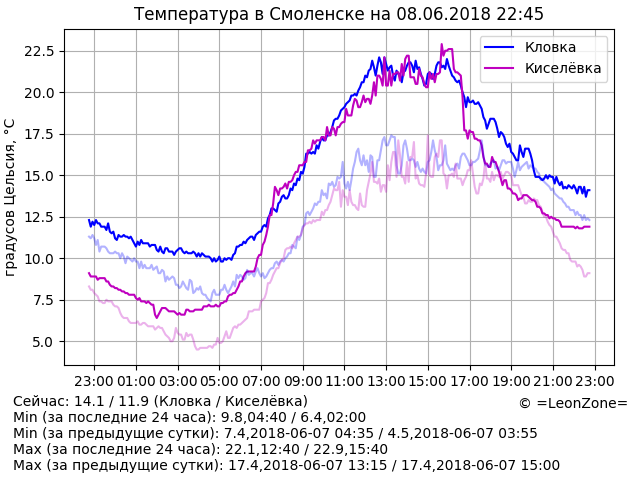 Температура в Смоленске на 08.06.2018 22:45
градусов Цельсия, °C
22.5
20.0
17.5
15.0
12.5
10.0
7.5
5.0
Кловка
Киселёвка
23:00 01:00 03:00 05:00 07:00 09:00 11:00 13:00 15:00 17:00 19:00 21:00 23:00
Сейчас: 14.1 / 11.9 (Кловка / Киселёвка)
© =LeonZone=
Min (за последние 24 часа): 9.8,04:40 / 6.4,02:00
Min (за предыдущие сутки): 7.4,2018-06-07 04:35 / 4.5,2018-06-07 03:55
Max (за последние 24 часа): 22.1,12:40 / 22.9,15:40
Max (за предыдущие сутки): 17.4,2018-06-07 13:15 / 17.4,2018-06-07 15:00